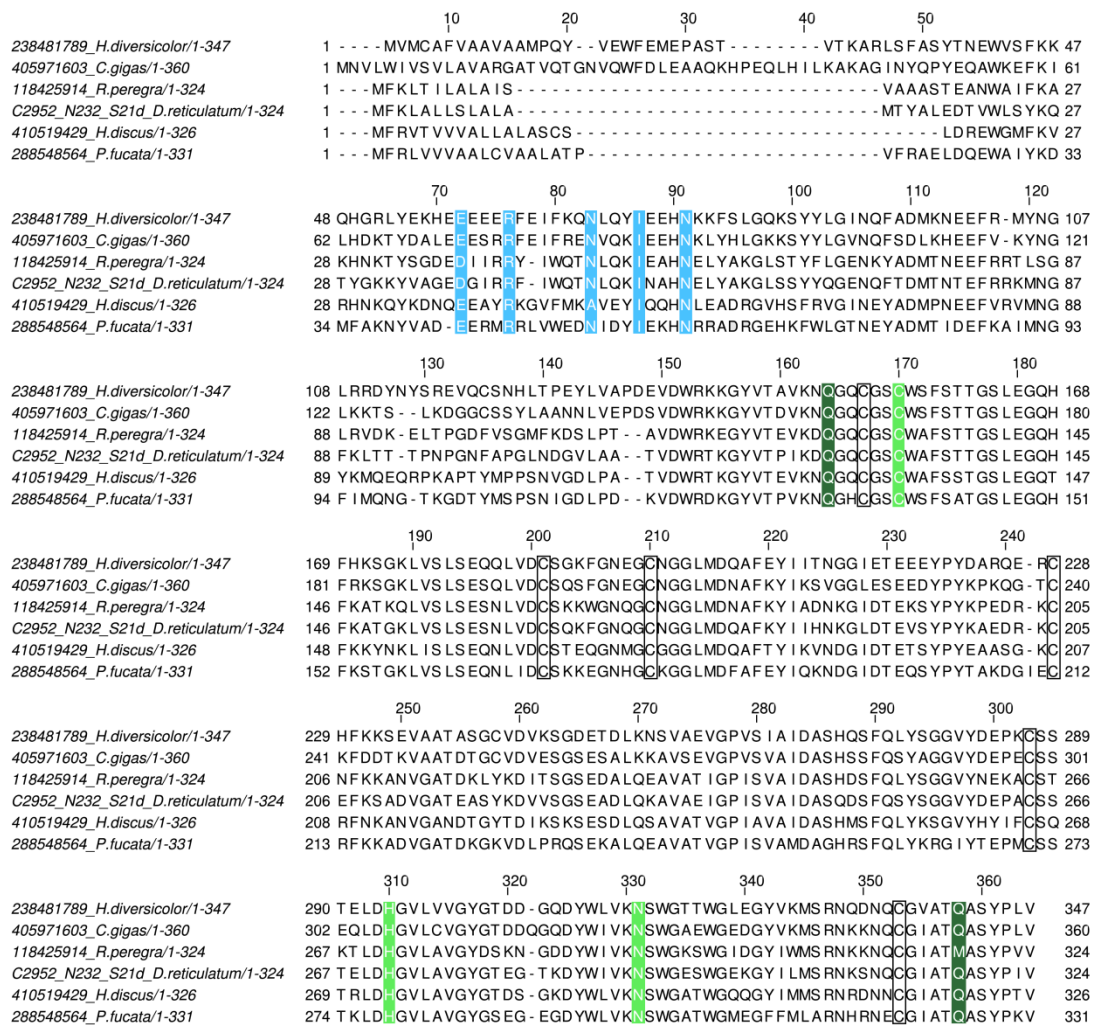 10 20 30 40 50
238481789_H.diversicolor/1-347 1 ----MVMCAFVAAVAAMPQY--VEWFEMEPAST---------VTKARLSFASYTNEWVSFKK 47
405971603_C.gigas/1-360 1 MNVLWIVSVLAVARGATVQTGNVQWFDLEAAQKHPEQLHILKAKAGINYQPYEQAWKEFKI 61
118425914_R.peregra/1-324 1 ---MFKLTILALAIS-------------------------------VAAASTEANWAIFKA 27
C2952_N232_S21d_D.reticulatum/1-324 1 ---MFKLALLSLALA-------------------------------MTYALEDTVWLSYKQ 27
410519429_H.discus/1-326 1 ---MFRVTVVVALLALASCS-------------------------------LDREWGMFKV 27
288548564_P.fucata/1-331 1 ---MFRLVVVAALCVAALATP-------------------------VFRAELDQEWAIYKD 33
70 80 90 100 110 120
238481789_H.diversicolor/1-347 48 QHGRLYEKHEEEEERFEIFKQNLQYIEEHNKKFSLGQKSYYLGINQFADMKNEEFR-MYNG 107
405971603_C.gigas/1-360 62 LHDKTYDALEEESRRFEIFRENVQKIEEHNKLYHLGKKSYYLGVNQFSDLKHEEFV-KYNG 121
118425914_R.peregra/1-324 28 KHNKTYSGDEDIIRRY-IWQTNLQKIEAHNELYAKGLSTYFLGENEFADMTNEEFRRTLSG 87
C2952_N232_S21d_D.reticulatum/1-324 28 TYGKKYVAGEDGIRRF-IWQTNLQKINAHNELYAKGLSSYYQGENQFTDMTNTEFRRKMNG 87
410519429_H.discus/1-326 28 RHNKQYKDNQEEAYRKGVFMKAVEYIQQHNLEADRGVHSFRVGINEYADMPNEEFVRVMNG 88
288548564_P.fucata/1-331 34 MFAKNYVAD-EERMRRLVWEDNIDYIEKHNRRADRGEHKFWLGTNEYADMTIDEFKAIMNG 93
130 140 150 160 170 180
238481789_H.diversicolor/1-347 108 LRRDYNYSREVQCSNHLTPEYLVAPDEVDWRKKGYVTAVKNQGQCGSCWSFSTTGSLEGQH 168
405971603_C.gigas/1-360 122 LKKTS--LKDGGCSSYLAANNLVEPDSVDWRKKGYVTDVKNQGQCGSCWSFSTTGSLEGQH 180
118425914_R.peregra/1-324 88 LRVDK-ELTPGDFVSGMFKDSLPT--AVDWRKEGYVTEVKDQGQCGSCWAFSTTGSLEGQH 145
C2952_N232_S21d_D.reticulatum/1-324 88 FKLTT-TPNPGNFAPGLNDGVLAA--TVDWRTKGYVTPIKDQGQCGSCWAFSTTGSLEGQH 145
410519429_H.discus/1-326 89 YKMQEQRPKAPTYMPPSNVGDLPA--TVDWRTKGYVTEVKNQGQCGSCWAFSSTGSLEGQT 147
288548564_P.fucata/1-331 94 FIMQNG-TKGDTYMSPSNIGDLPD--KVDWRDKGYVTPVKNQGHCGSCWSFSATGSLEGQH 151
190 200 210 220 230 240
238481789_H.diversicolor/1-347 169 FHKSGKLVSLSEQQLVDCSGKFGNEGCNGGLMDQAFEYIITNGGIETEEEYPYDARQE-RC 228
405971603_C.gigas/1-360 181 FRKSGKLVSLSEQNLVDCSRKFGNEGCNGGLMDQAFQYIKSVGGLESEEDYPYKPKQGTC 240
118425914_R.peregra/1-324 146 FKATKQLVSLSESNLVDCSKKWGNQGCNGGLMDNAFKYIADNKGIDTEKSYPYKPEDR-KC 205
C2952_N232_S21d_D.reticulatum/1-324 146 FKATGKLVSLSESNLVDCSQKFGNQGCNGGLMDQAFKYIIHNKGLDTEVSYPYKAEDR-KC 205
410519429_H.discus/1-326 148 FKKYNKLISLSEQNLVDCSTEQGNMGCGGGLMDQAFTYIKVNDGIDTETSYPYEAASG-KC 207
288548564_P.fucata/1-331 152 FKSTGKLVSLSEQNLIDCSKKEGNHGCKGGLMDFAFEYIQKNDGIDTEQSYPYTAKDGIEC 212
250 260 270 280 290 300
238481789_H.diversicolor/1-347 229 HFKKSEVAATASGCVDVKSGDETDLKNSVAEVGPVSIAIDASHQSFQLYSGGVYDEPKCSS 289
405971603_C.gigas/1-360 241 KFDDTKVAATDTGCVDVESGSESALKKAVSEVGPVSVAIDASHSSFQSYAGGVYDEPECSS 301
118425914_R.peregra/1-324 206 NFKKANVGATDKLYKDITSGSEDALQEAVATIGPISVAIDASHDSFQLYSGGVYNEKACST 266
C2952_N232_S21d_D.reticulatum/1-324 206 EFKSADVGATEASYKDVVSGSEADLQKAVAEIGPISVAIDASQDSFQSYSGGVYDEPACSS 266
410519429_H.discus/1-326 208 RFNKANVGANDTGYTDIKSKSESDLQSAVATVGPIAVAIDASHMSFQLYKSGVYHYIFCSQ 268
288548564_P.fucata/1-331 213 RFKKADVGATDKGKVDLPRQSEKALQEAVATVGPISVAMDAGHRSFQLYKRGIYTEPMCSS 273
310 320 330 340 350 360
238481789_H.diversicolor/1-347 290 TELDHGVLVVGYGTDD-GQDYWLVKNSWGTTWGLEGYVKMSRNQDNQCGVATQASYPLV 347
405971603_C.gigas/1-360 302 EQLDHGVLCVGYGTDDQGQDYWIVKNSWGAEWGEDGYVKMSRNKKNQCGIATQASYPLV 360
118425914_R.peregra/1-324 267 KTLDHGVLAVGYDSKN-GDDYWIVKNSWGKSWGIDGYIWMSRNKKNQCGIATMASYPVV 324
C2952_N232_S21d_D.reticulatum/1-324 267 TELDHGVLAVGYGTEG-TKDYWIVKNSWGESWGEKGYILMSRNKSNQCGIATQASYPIV 324
410519429_H.discus/1-326 269 TRLDHGVLAVGYGTDS-GKDYWLVKNSWGATWGQQGYIMMSRNRDNNCGIATQASYPTV 326
288548564_P.fucata/1-331 274 TKLDHGVLAVGYGSEG-EGDYWLVKNSWGATWGMEGFFMLARNHRNECGIATQASYPKV 331